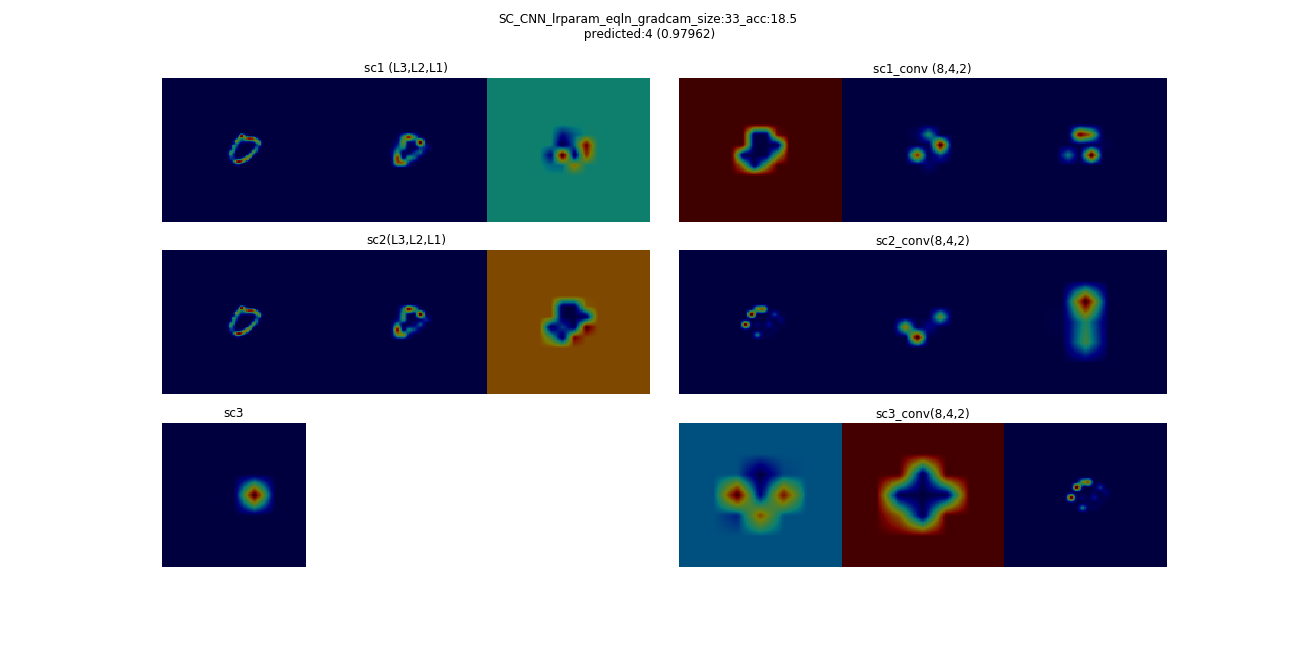 SC_CNN_lrparam_eqln_gradcam_size:33_acc:18.5
predicted:4 (0.97962)
sc1 (L3,L2,L1)
sc1_conv (8,4,2)
sc2(L3,L2,L1)
sc2_conv(8,4,2)
sc3
sc3_conv(8,4,2)